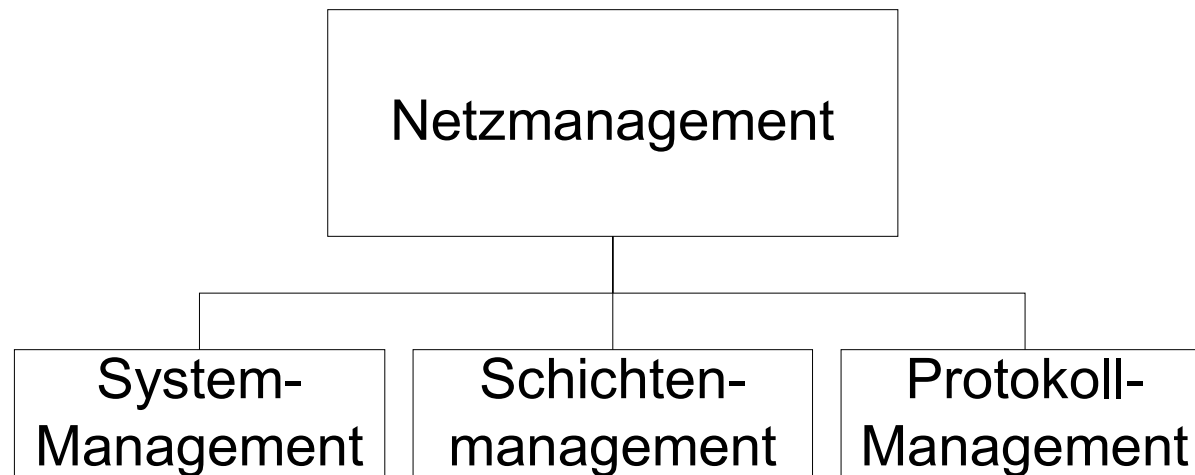 Netzmanagement
System-
Management
Schichten-
management
Protokoll-
Management